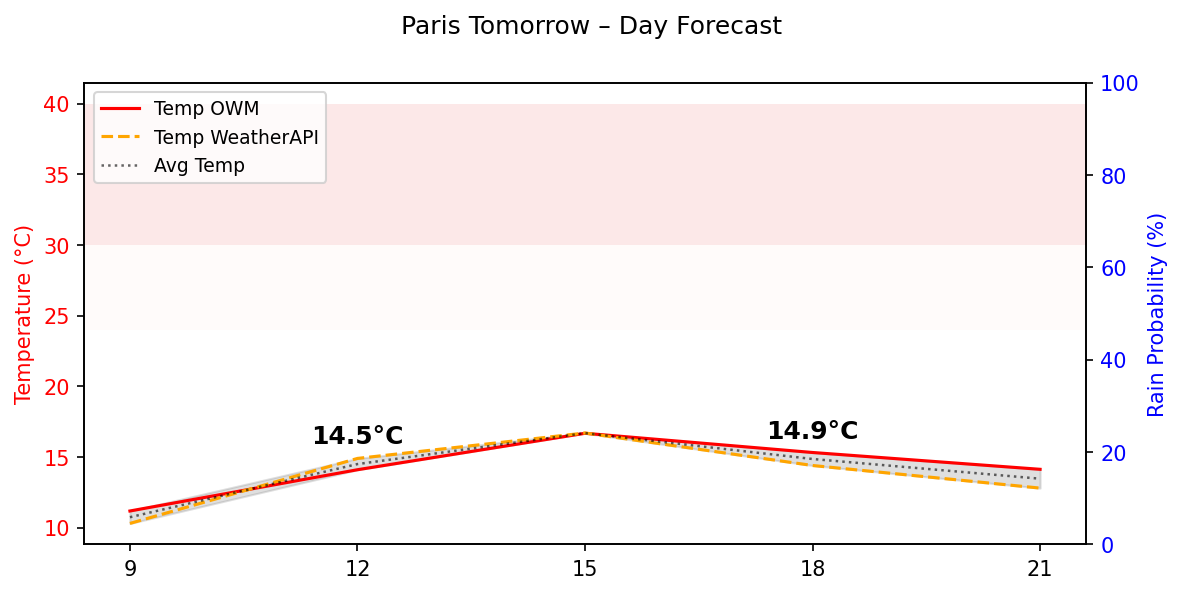 Paris Tomorrow – Day Forecast
Temp OWM
Temp WeatherAPI
Avg Temp
Temperature (°C)
40
35
30
25
20
15
10
14.5°C
14.9°C
Rain Probability (%)
100
80
60
40
20
0
9
12
15
18
21